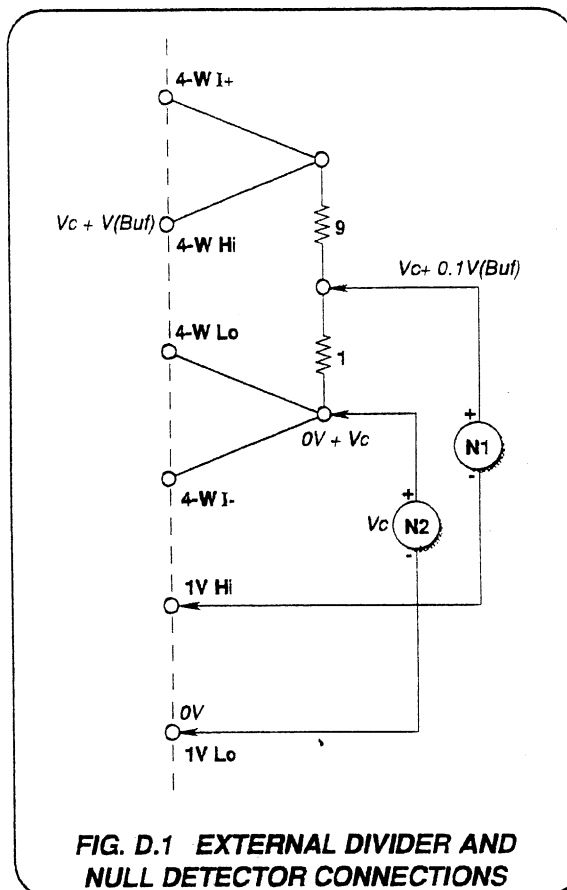 4-W I+
Vc + V(Buf)
4-W Hi
9
Vc+ 0.1V(Buf)
4-W Lo
1
0V + Vc
+
N1
-
4-W I-
+
Vc
N2
-
1V Hi
0V
1V Lo
FIG. D.1 EXTERNAL DIVIDER AND
NULL DETECTOR CONNECTIONS